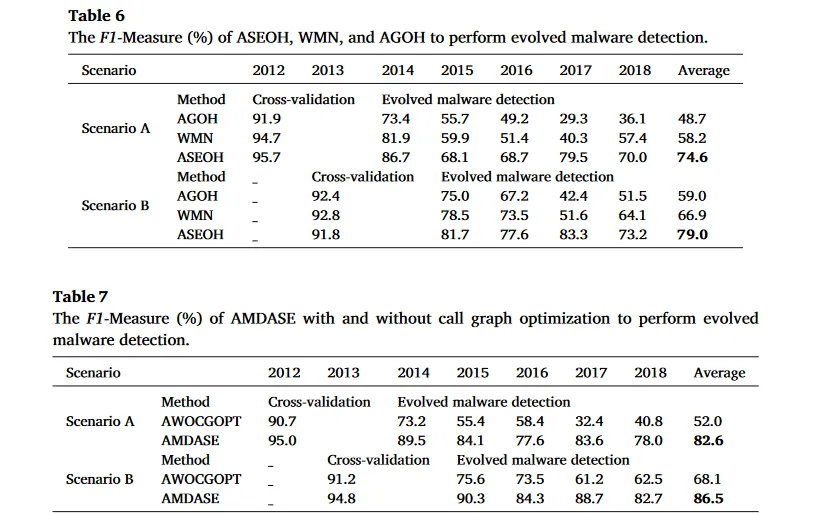 Table 6
The F1-Measure (%) of ASEOH, WMN, and AGOH to perform evolved malware detection.
Scenario 2012 2013 2014 2015 2016 2017 2018 Average
Method Cross-validation Evolved malware detection
Scenario A
AGOH 91.9 73.4 55.7 49.2 29.3 36.1 48.7
WMN 94.7 81.9 59.9 51.4 40.3 57.4 58.2
ASEOH 95.7 86.7 68.1 68.7 79.5 70.0 74.6
Method – Cross-validation Evolved malware detection
Scenario B
AGOH – 92.4 75.0 67.2 42.4 51.5 59.0
WMN – 92.8 78.5 73.5 51.6 64.1 66.9
ASEOH – 91.8 81.7 77.6 83.3 73.2 79.0
Table 7
The F1-Measure (%) of AMDASE with and without call graph optimization to perform evolved
malware detection.
Scenario 2012 2013 2014 2015 2016 2017 2018 Average
Method Cross-validation Evolved malware detection
Scenario A AWOCGOPT 90.7 73.2 55.4 58.4 32.4 40.8 52.0
AMDASE 95.0 89.5 84.1 77.6 83.6 78.0 82.6
Method – Cross-validation Evolved malware detection
Scenario B AWOCGOPT – 91.2 75.6 73.5 61.2 62.5 68.1
AMDASE – 94.8 90.3 84.3 88.7 82.7 86.5